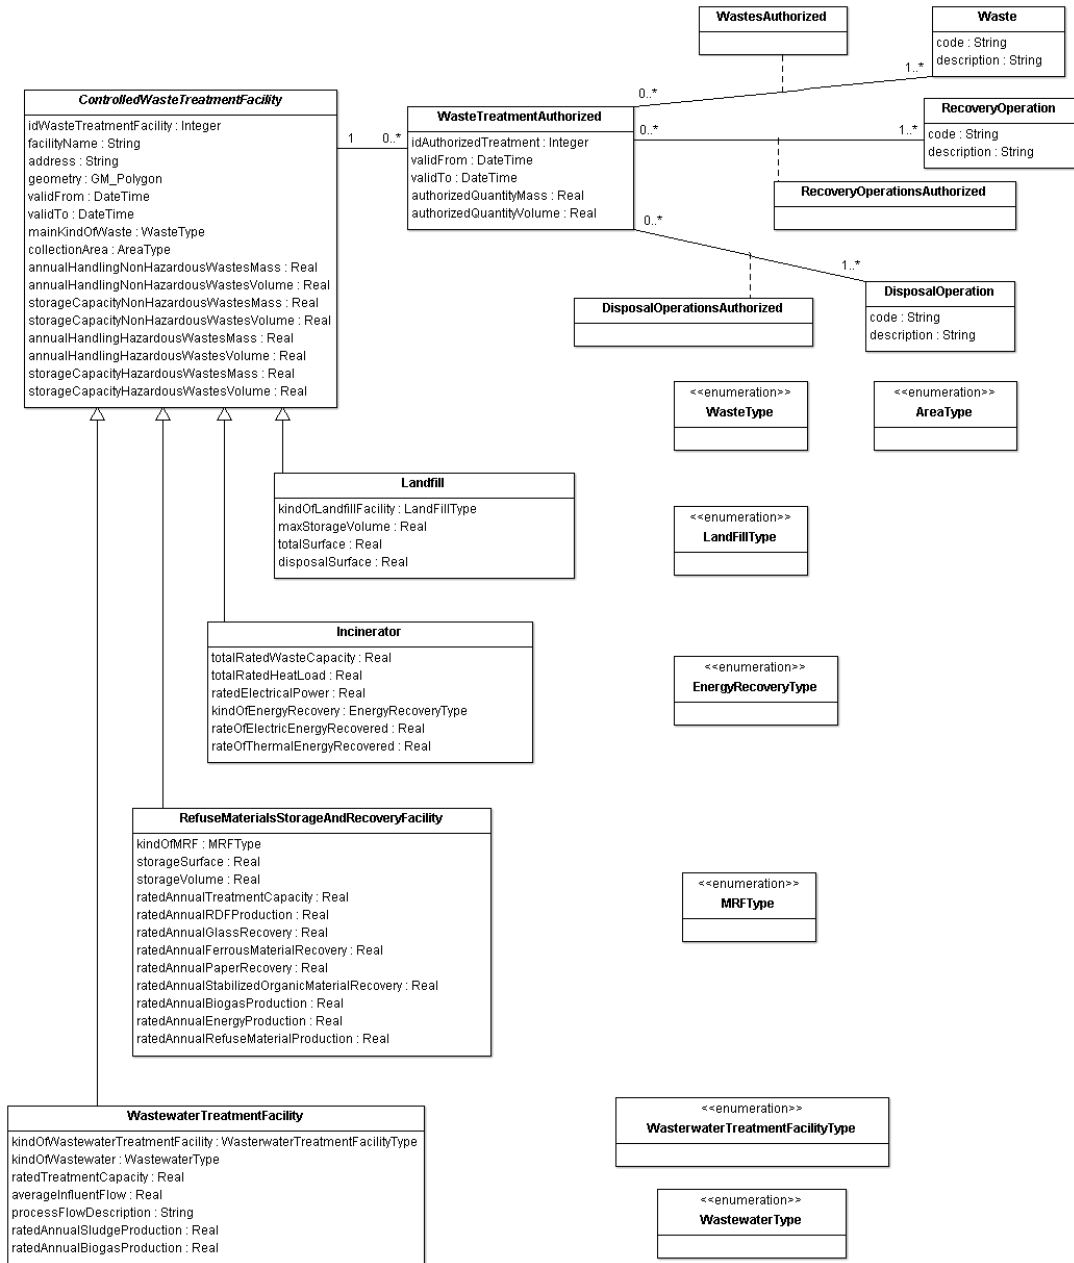 WastesAuthorized
Waste
code : String
description : String
1..*
0..*
ControlledWasteTreatmentFacility
idWasteTreatmentFacility : Integer
facilityName : String
address : String
geometry : GM_Polygon
validFrom : DateTime
validTo : DateTime
mainKindOfWaste : WasteType
collectionArea : AreaType
annualHandlingNonHazardousWastesMass : Real
annualHandlingNonHazardousWastesVolume : Real
storageCapacityNonHazardousWastesMass : Real
storageCapacityNonHazardousWastesVolume : Real
annualHandlingHazardousWastesMass : Real
annualHandlingHazardousWastesVolume : Real
storageCapacityHazardousWastesMass : Real
storageCapacityHazardousWastesVolume : Real
1
0..*
WasteTreatmentAuthorized
idAuthorizedTreatment : Integer
validFrom : DateTime
validTo : DateTime
authorizedQuantityMass : Real
authorizedQuantityVolume : Real
0..*
1..*
RecoveryOperation
code : String
description : String
RecoveryOperationsAuthorized
0..*
1..*
DisposalOperation
code : String
description : String
DisposalOperationsAuthorized
<<enumeration>>
WasteType
<<enumeration>>
AreaType
Landfill
kindOfLandfillFacility : LandFillType
maxStorageVolume : Real
totalSurface : Real
disposalSurface : Real
<<enumeration>>
LandFillType
Incinerator
totalRatedWasteCapacity : Real
totalRatedHeatLoad : Real
ratedElectricalPower : Real
kindOfEnergyRecovery : EnergyRecoveryType
rateOfElectricEnergyRecovered : Real
rateOfThermalEnergyRecovered : Real
<<enumeration>>
EnergyRecoveryType
RefuseMaterialsStorageAndRecoveryFacility
kindOfMRF : MRFType
storageSurface : Real
storageVolume : Real
ratedAnnualTreatmentCapacity : Real
ratedAnnualRDFProduction : Real
ratedAnnualGlassRecovery : Real
ratedAnnualFerrousMaterialRecovery : Real
ratedAnnualPaperRecovery : Real
ratedAnnualStabilizedOrganicMaterialRecovery : Real
ratedAnnualBiogasProduction : Real
ratedAnnualEnergyProduction : Real
ratedAnnualRefuseMaterialProduction : Real
<<enumeration>>
MRFType
WastewaterTreatmentFacility
kindOfWastewaterTreatmentFacility : WasterwaterTreatmentFacilityType
kindOfWastewater : WastewaterType
ratedTreatmentCapacity : Real
averageInfluentFlow : Real
processFlowDescription : String
ratedAnnualSludgeProduction : Real
ratedAnnualBiogasProduction : Real
<<enumeration>>
WasterwaterTreatmentFacilityType
<<enumeration>>
WastewaterType